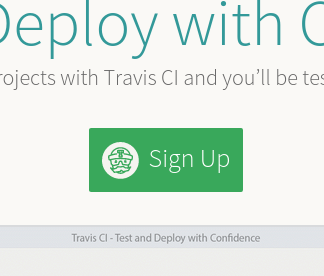 Deploy with C
rojects with Travis CI and you'll be tes
Sign Up
Travis CI - Test and Deploy with Confidence